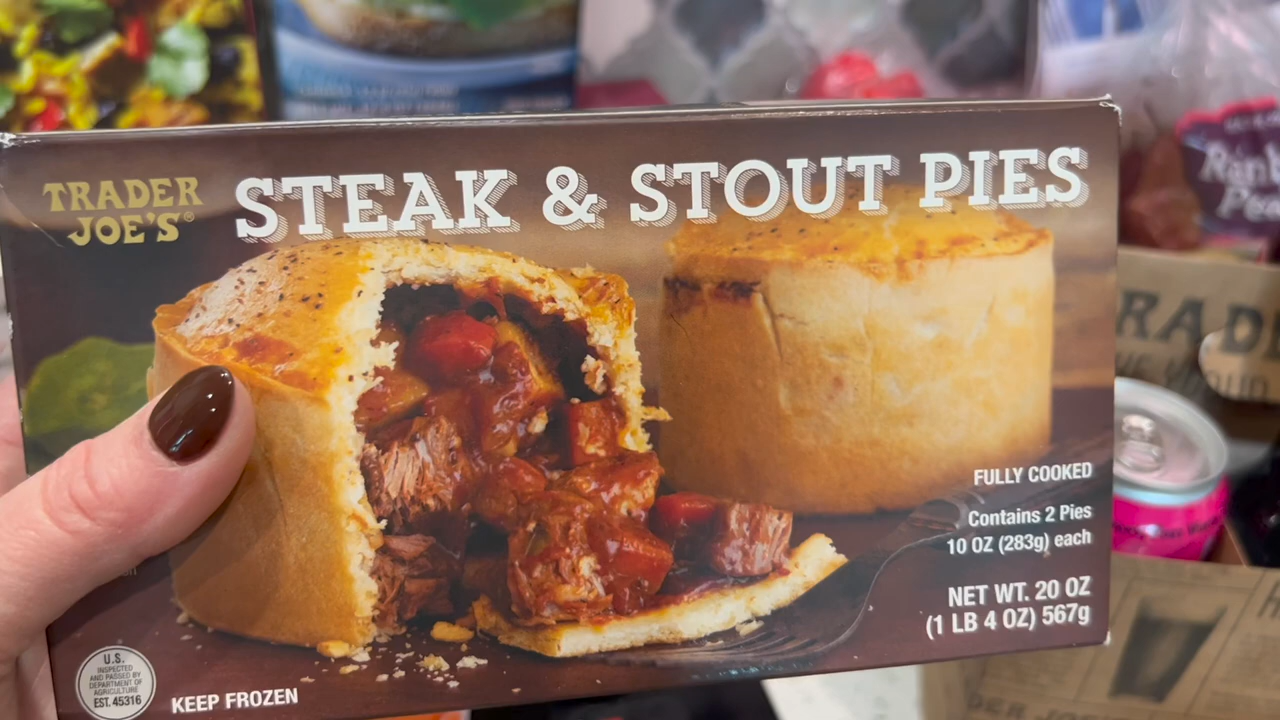 TRADER
JOE'S®
STEAK & STOUT PIES
FULLY COOKED
Contains 2 Pies
10 OZ (283g) each
NET WT. 20 OZ
(1 LB 4 OZ) 567g
U.S.
INSPECTED
AND PASSED BY
DEPARTMENT OF
AGRICULTURE
EST. 45316
KEEP FROZEN